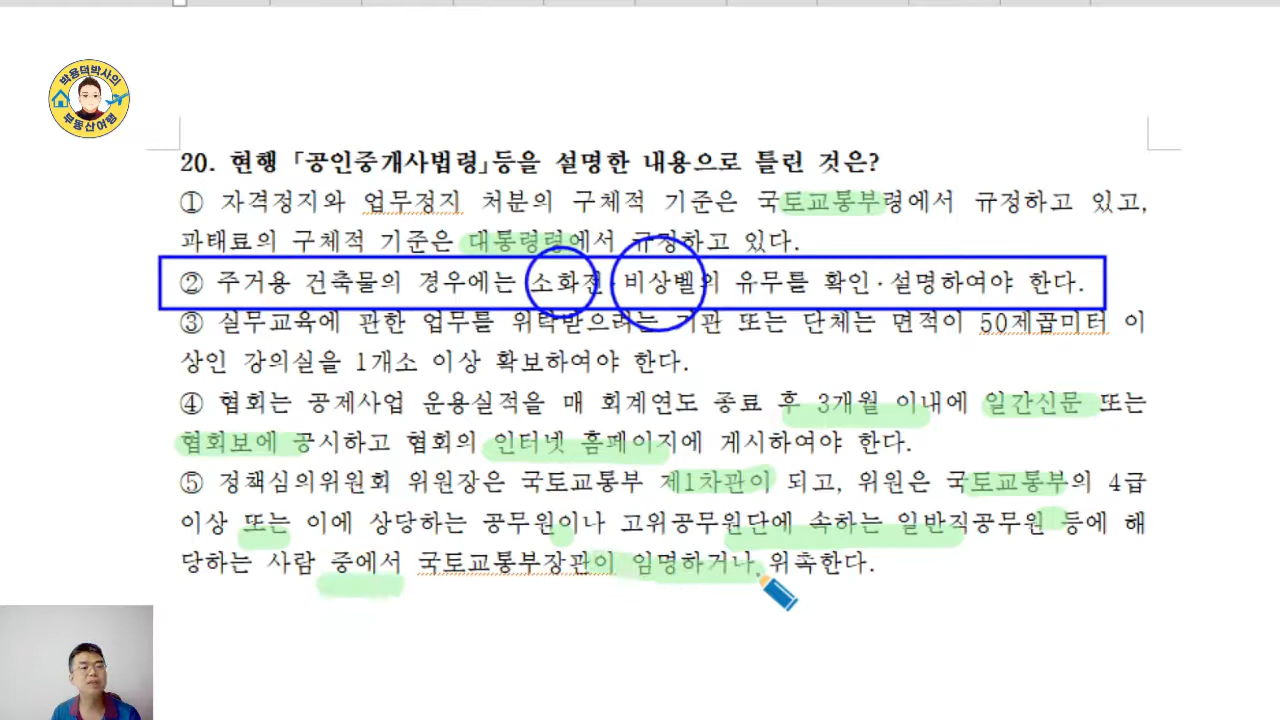 박용덕박사의
부동산여행
20. 현행 「공인중개사법령」등을 설명한 내용으로 틀린 것은?
① 자격정지와 업무정지 처분의 구체적 기준은 국토교통부령에서 규정하고 있고,
과태료의 구체적 기준은 대통령령에서 규정하고 있다.
② 주거용 건축물의 경우에는 소화전·비상벨의 유무를 확인·설명하여야 한다.
③ 실무교육에 관한 업무를 위탁받으려는 기관 또는 단체는 면적이 50제곱미터 이
상인 강의실을 1개소 이상 확보하여야 한다.
④ 협회는 공제사업 운용실적을 매 회계연도 종료 후 3개월 이내에 일간신문 또는
협회보에 공시하고 협회의 인터넷 홈페이지에 게시하여야 한다.
⑤ 정책심의위원회 위원장은 국토교통부 제1차관이 되고, 위원은 국토교통부의 4급
이상 또는 이에 상당하는 공무원이나 고위공무원단에 속하는 일반직공무원 등에 해
당하는 사람 중에서 국토교통부장관이 임명하거나, 위촉한다.